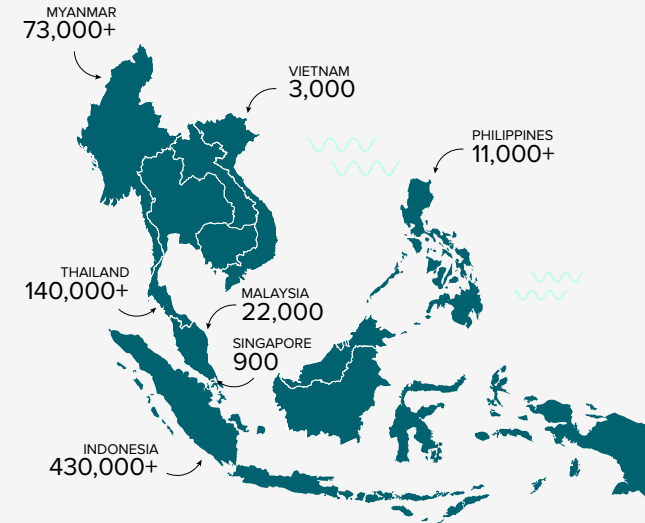 MYANMAR
73,000+
VIETNAM
3,000
PHILIPPINES
11,000+
THAILAND
140,000+
MALAYSIA
22,000
SINGAPORE
900
INDONESIA
430,000+